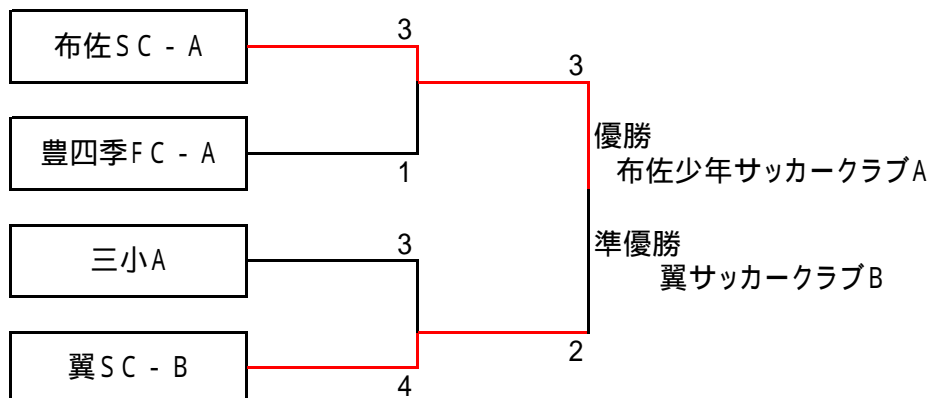 布佐SC-A
3
3
豊四季FC-A
1
優勝
布佐少年サッカークラブA
三小A
3
準優勝
翼サッカークラブB
翼SC-B
4
2